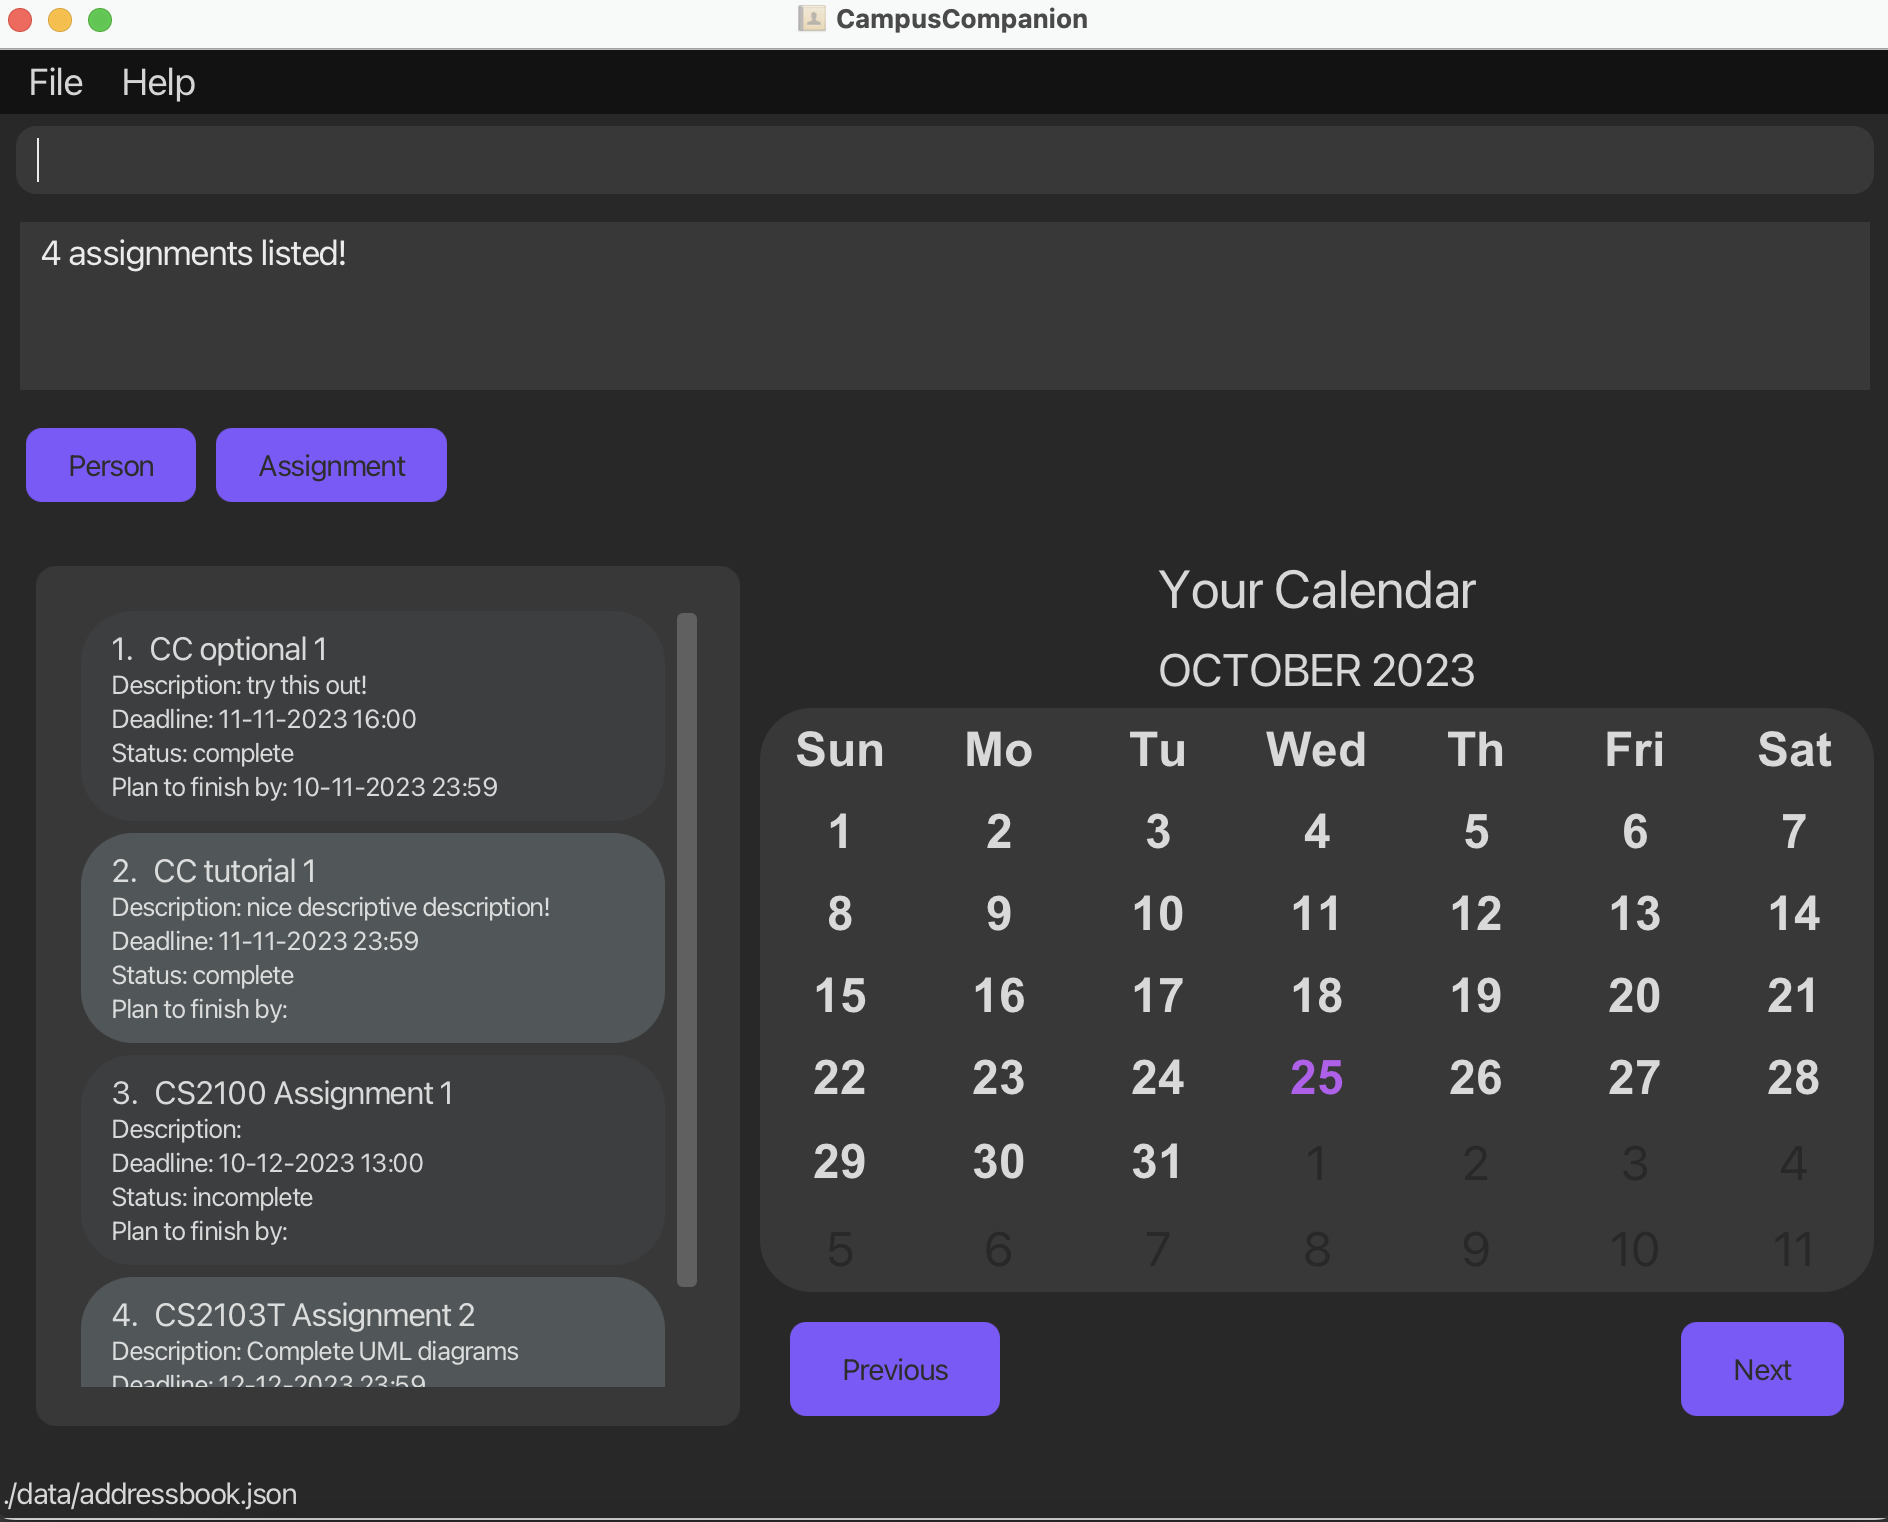 CampusCompanion
File Help
4 assignments listed!
Person Assignment
1. CC optional 1
Description: try this out!
Deadline: 11-11-2023 16:00
Status: complete
Plan to finish by: 10-11-2023 23:59
2. CC tutorial 1
Description: nice descriptive description!
Deadline: 11-11-2023 23:59
Status: complete
Plan to finish by:
3. CS2100 Assignment 1
Description:
Deadline: 10-12-2023 13:00
Status: incomplete
Plan to finish by:
4. CS2103T Assignment 2
Description: Complete UML diagrams
Deadline: 12-12-2023 23:59
Your Calendar
OCTOBER 2023
Sun Mo Tu Wed Th Fri Sat
1 2 3 4 5 6 7
8 9 10 11 12 13 14
15 16 17 18 19 20 21
22 23 24 25 26 27 28
29 30 31 1 2 3 4
5 6 7 8 9 10 11
Previous Next
./data/addressbook.json